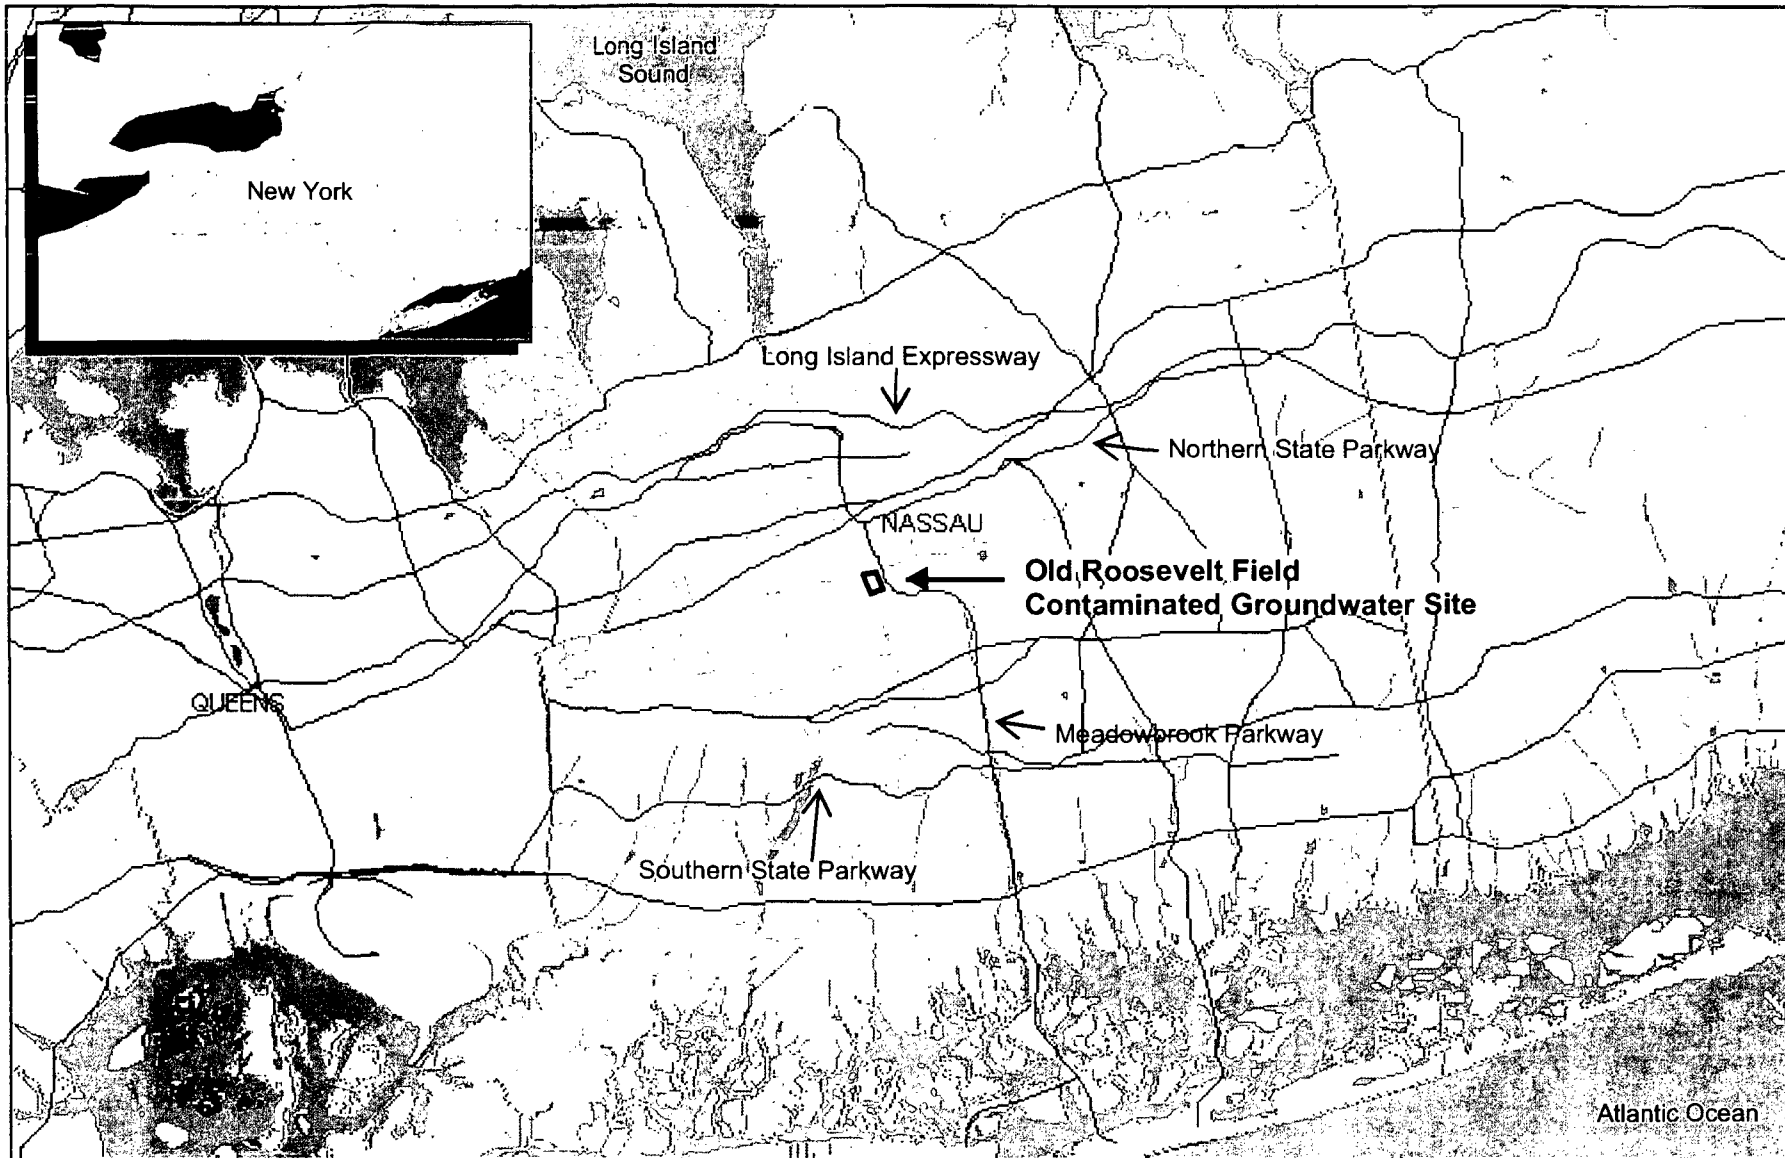 Long Island
Sound
New York
Long Island Expressway
Northern State Parkway
NASSAU
Old Roosevelt Field
Contaminated Groundwater Site
QUEENS
Meadowbrook Parkway
Southern State Parkway
Atlantic Ocean